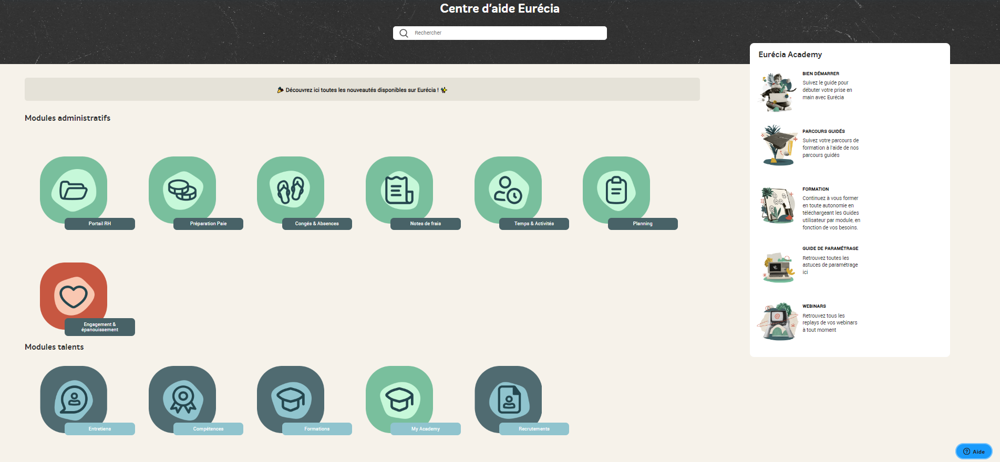 Centre d'aide Eurécia
Rechercher
Découvrez ici toutes les nouveautés disponibles sur Eurécia !
Modules administratifs
Portail RH
Préparation Paie
Congés & Absences
Notes de frais
Temps & Activités
Planning
Engagement &
épanouissement
Modules talents
Entretiens
Compétences
Formations
My Academy
Recrutements
Eurécia Academy
BIEN DÉMARRER
Suivez le guide pour
débuter votre prise en
main avec Eurécia
PARCOURS GUIDÉS
Suivez votre parcours de
formation à l'aide de nos
parcours guidés
FORMATION
Continuez à vous former
en toute autonomie en
téléchargeant les Guides
utilisateur par module, en
fonction de vos besoins.
GUIDE DE PARAMÉTRAGE
Retrouvez toutes les
astuces de paramétrage
ici
WEBINARS
Retrouvez tous les
replays de vos webinars
à tout moment
Aide